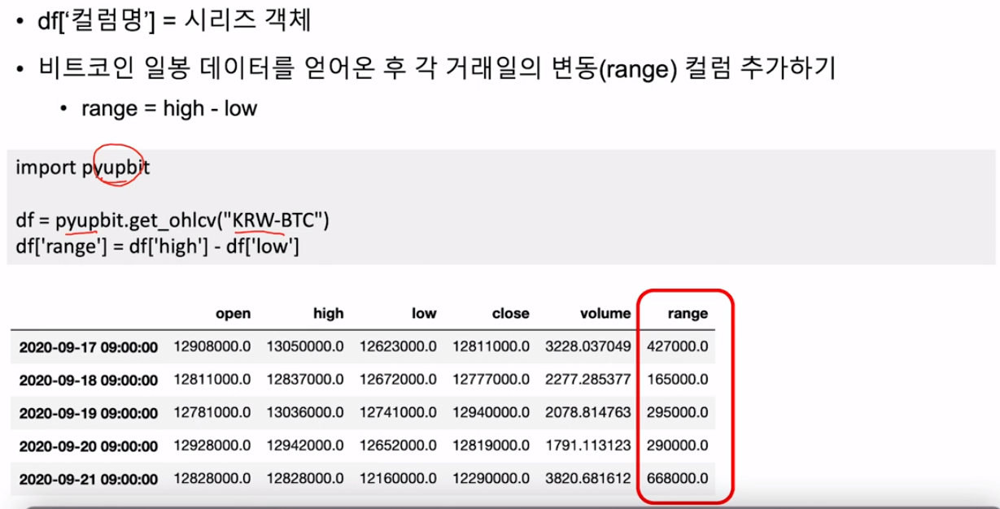 • df[‘컬럼명’] = 시리즈 객체
• 비트코인 일봉 데이터를 얻어온 후 각 거래일의 변동(range) 컬럼 추가하기
• range = high - low
import pyupbit
df = pyupbit.get_ohlcv("KRW-BTC")
df['range'] = df['high'] - df['low']
open high low close volume range
2020-09-17 09:00:00 12908000.0 13050000.0 12623000.0 12811000.0 3228.037049 427000.0
2020-09-18 09:00:00 12811000.0 12837000.0 12672000.0 12777000.0 2277.285377 165000.0
2020-09-19 09:00:00 12781000.0 13036000.0 12741000.0 12940000.0 2078.814763 295000.0
2020-09-20 09:00:00 12928000.0 12942000.0 12652000.0 12819000.0 1791.113123 290000.0
2020-09-21 09:00:00 12828000.0 12828000.0 12160000.0 12290000.0 3820.681612 668000.0